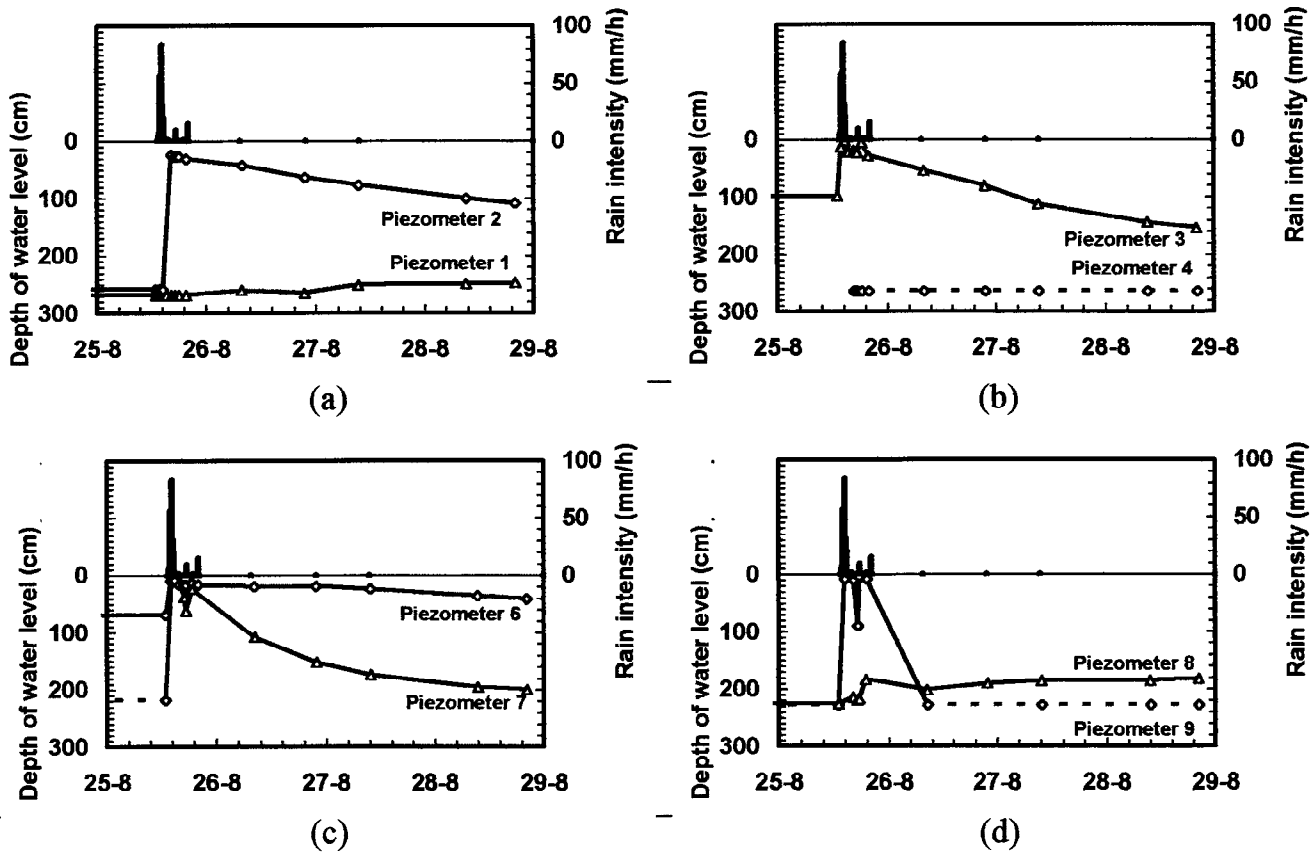 100
50
0
Rain intensity (mm/h)
0
100
200
300
Depth of water level (cm)
Piezometer 2
Piezometer 1
25-8 26-8 27-8 28-8 29-8
(a)
100
50
0
Rain intensity (mm/h)
0
100
200
300
Depth of water level (cm)
Piezometer 3
Piezometer 4
25-8 26-8 27-8 28-8 29-8
(b)
100
50
0
Rain intensity (mm/h)
0
100
200
300
Depth of water level (cm)
Piezometer 6
Piezometer 7
25-8 26-8 27-8 28-8 29-8
(c)
100
50
0
Rain intensity (mm/h)
0
100
200
300
Depth of water level (cm)
Piezometer 8
Piezometer 9
25-8 26-8 27-8 28-8 29-8
(d)